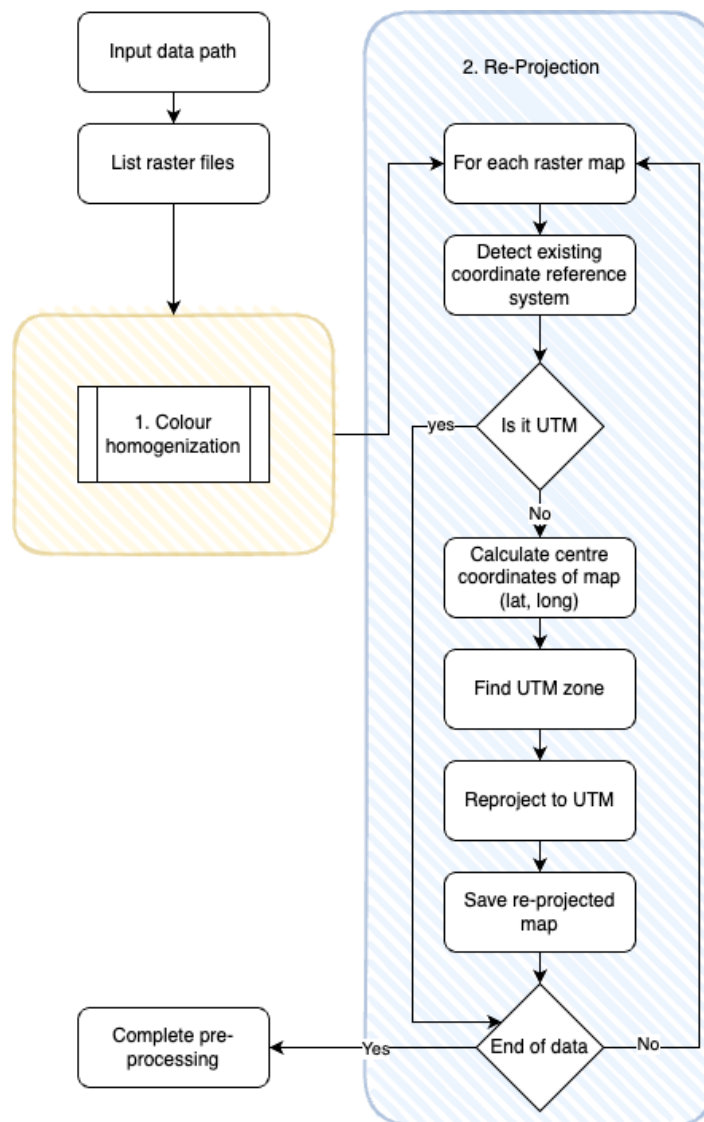 Input data path
List raster files
1. Colour
homogenization
2. Re-Projection
For each raster map
Detect existing
coordinate reference
system
Is it UTM
yes
No
Calculate centre
coordinates of map
(lat, long)
Find UTM zone
Reproject to UTM
Save re-projected
map
End of data
No
Yes
Complete pre-
processing